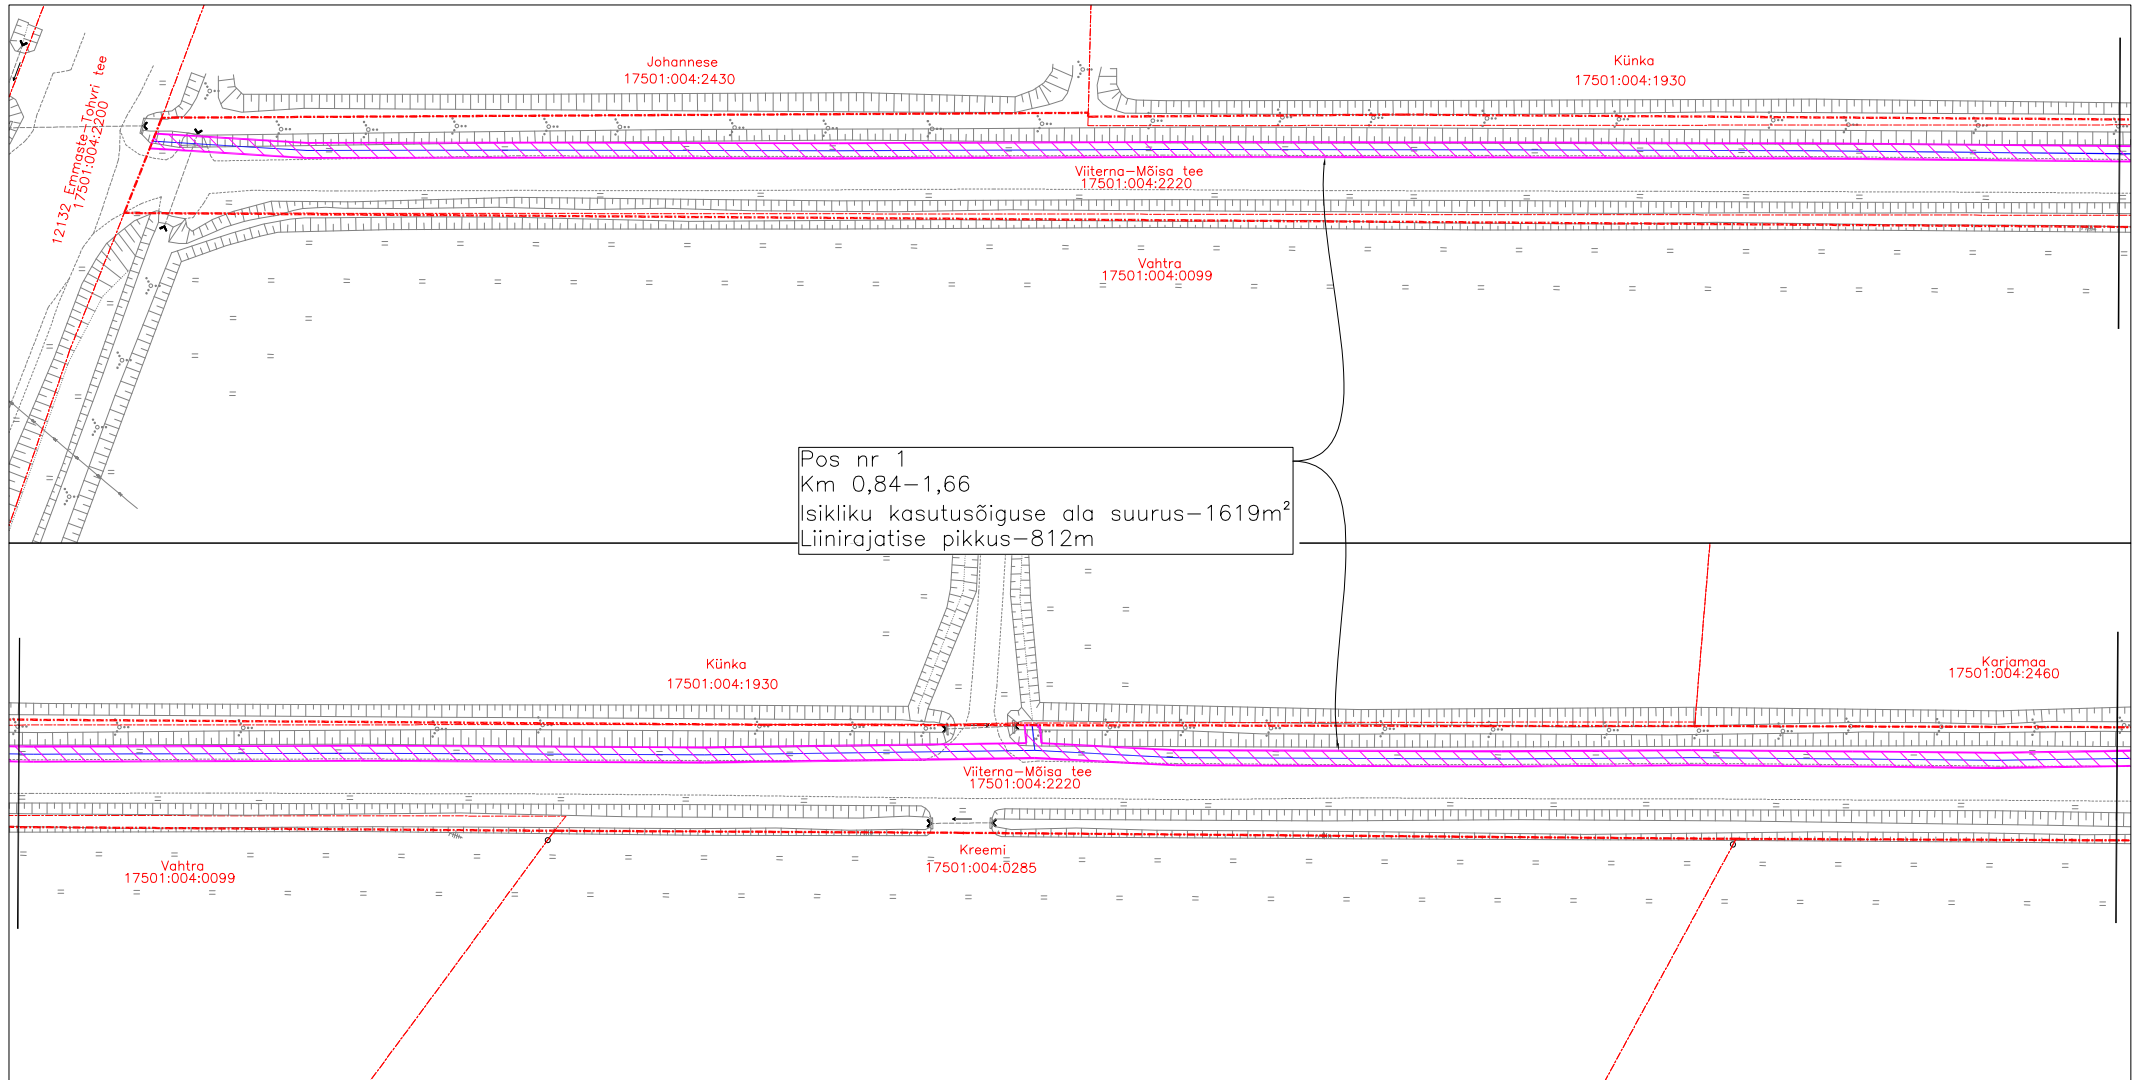 12132 Emmaste-Tohvri tee
17501:004:2200
Johannese
17501:004:2430
Künka
17501:004:1930
Viiterna-Mõisa tee
17501:004:2220
Vahtra
17501:004:0099
Pos nr 1
Km 0,84-1,66
Isikliku kasutusõiguse ala suurus-1619m²
Liinirajatise pikkus-812m
Künka
17501:004:1930
Karjamaa
17501:004:2460
Viiterna-Mõisa tee
17501:004:2220
Vahtra
17501:004:0099
Kreemi
17501:004:0285